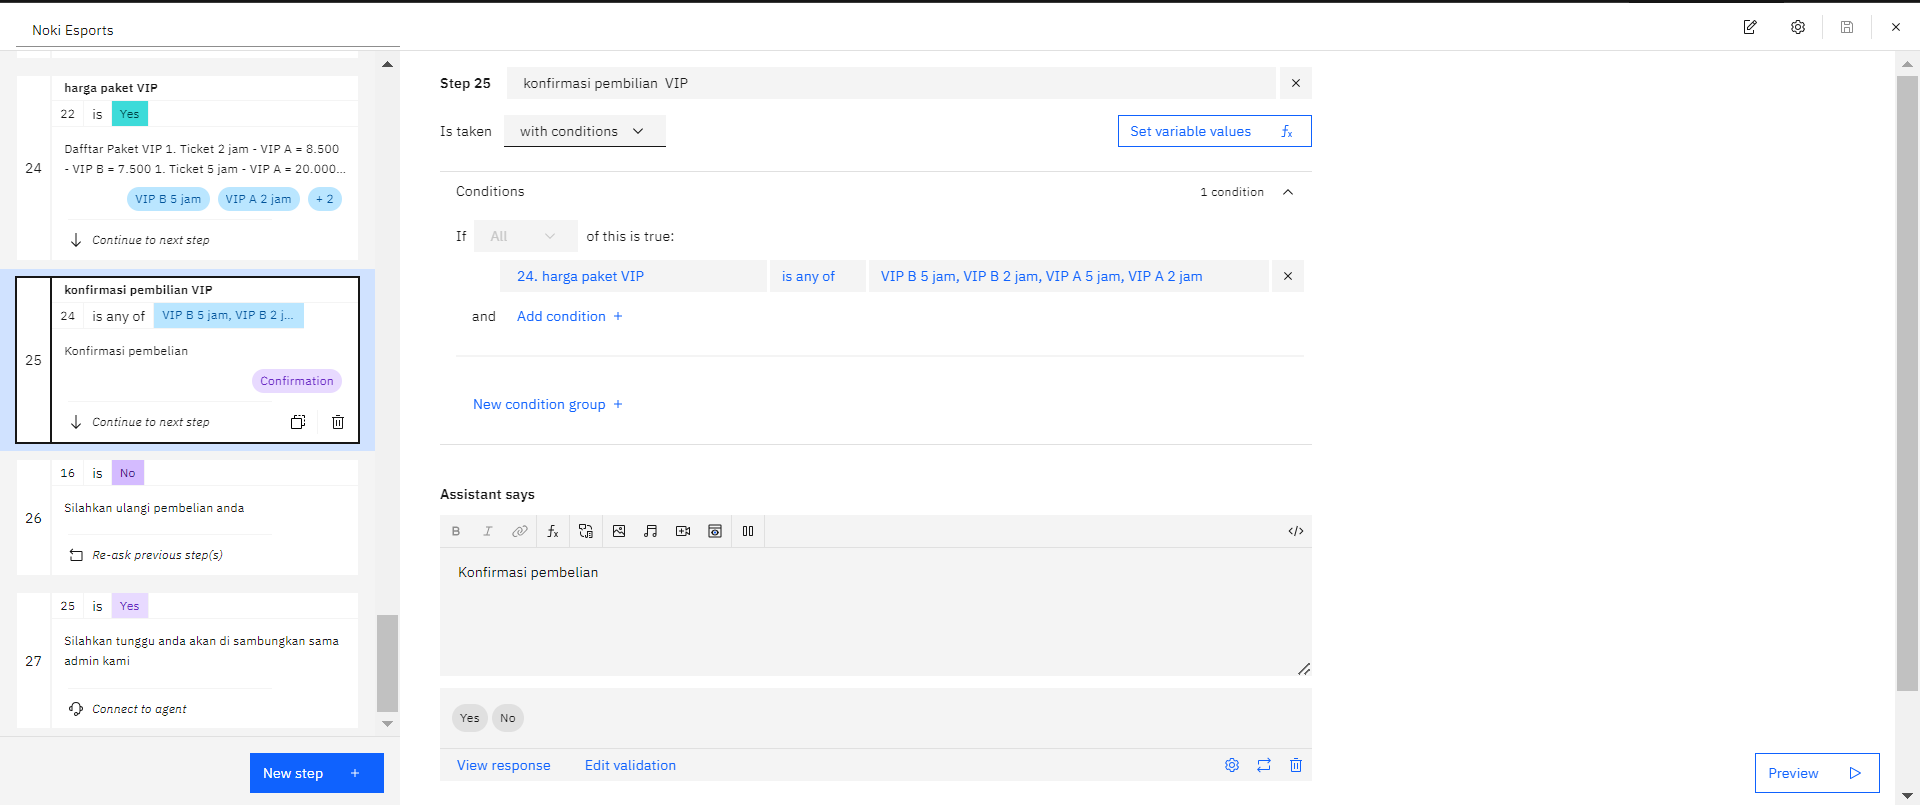 Noki Esports
harga paket VIP
22 is Yes
24
Dafftar Paket VIP 1. Ticket 2 jam - VIP A = 8.500
- VIP B = 7.500 1. Ticket 5 jam - VIP A = 20.000...
VIP B 5 jam VIP A 2 jam + 2
Continue to next step
konfirmasi pembilian VIP
24 is any of VIP B 5 jam, VIP B 2 j...
25
Konfirmasi pembelian
Confirmation
Continue to next step
16 is No
26
Silahkan ulangi pembelian anda
Re-ask previous step(s)
25 is Yes
27
Silahkan tunggu anda akan di sambungkan sama
admin kami
Connect to agent
New step +
Step 25 konfirmasi pembilian VIP
Is taken with conditions
Set variable values fx
Conditions 1 condition
If All of this is true:
24. harga paket VIP is any of VIP B 5 jam, VIP B 2 jam, VIP A 5 jam, VIP A 2 jam
and Add condition +
New condition group +
Assistant says
B I fx </>
Konfirmasi pembelian
Yes No
View response Edit validation
Preview